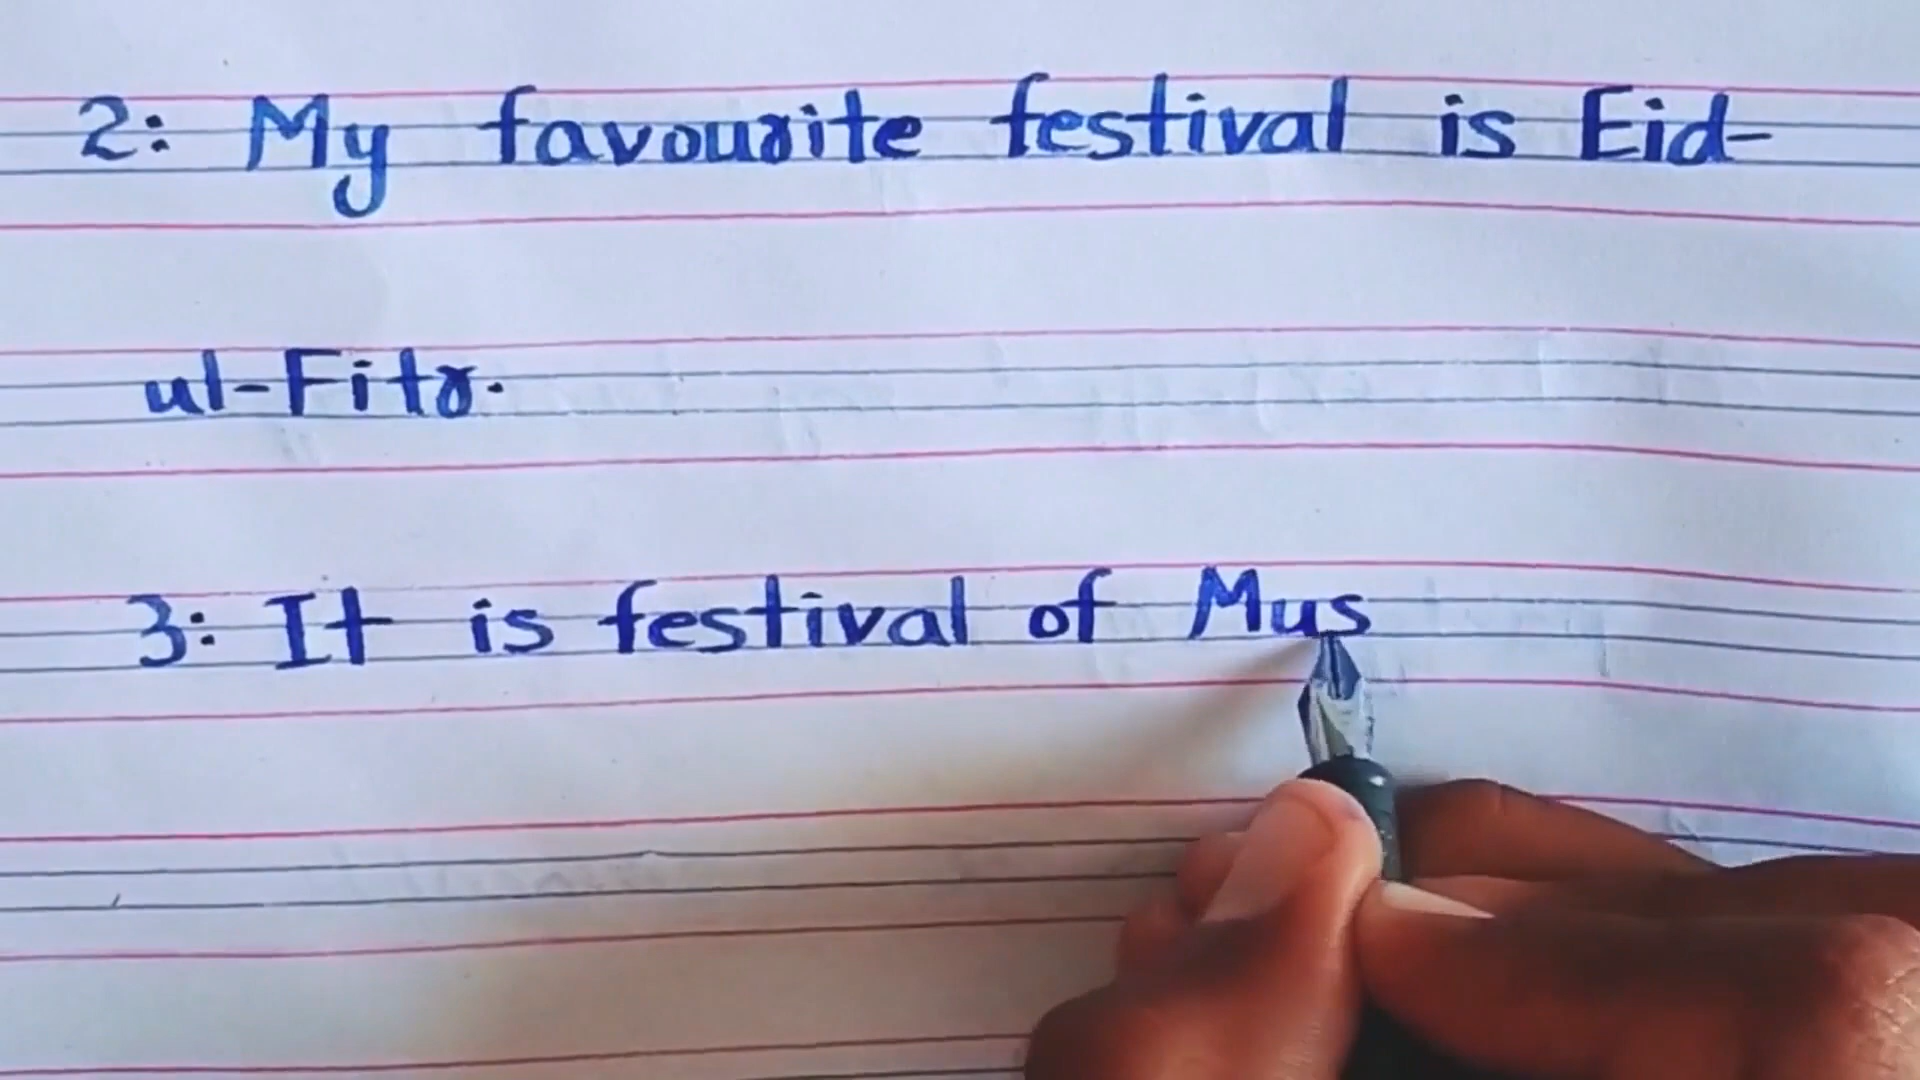 2: My favourite festival is Eid-
ul-Fitr.
3: It is festival of Mus